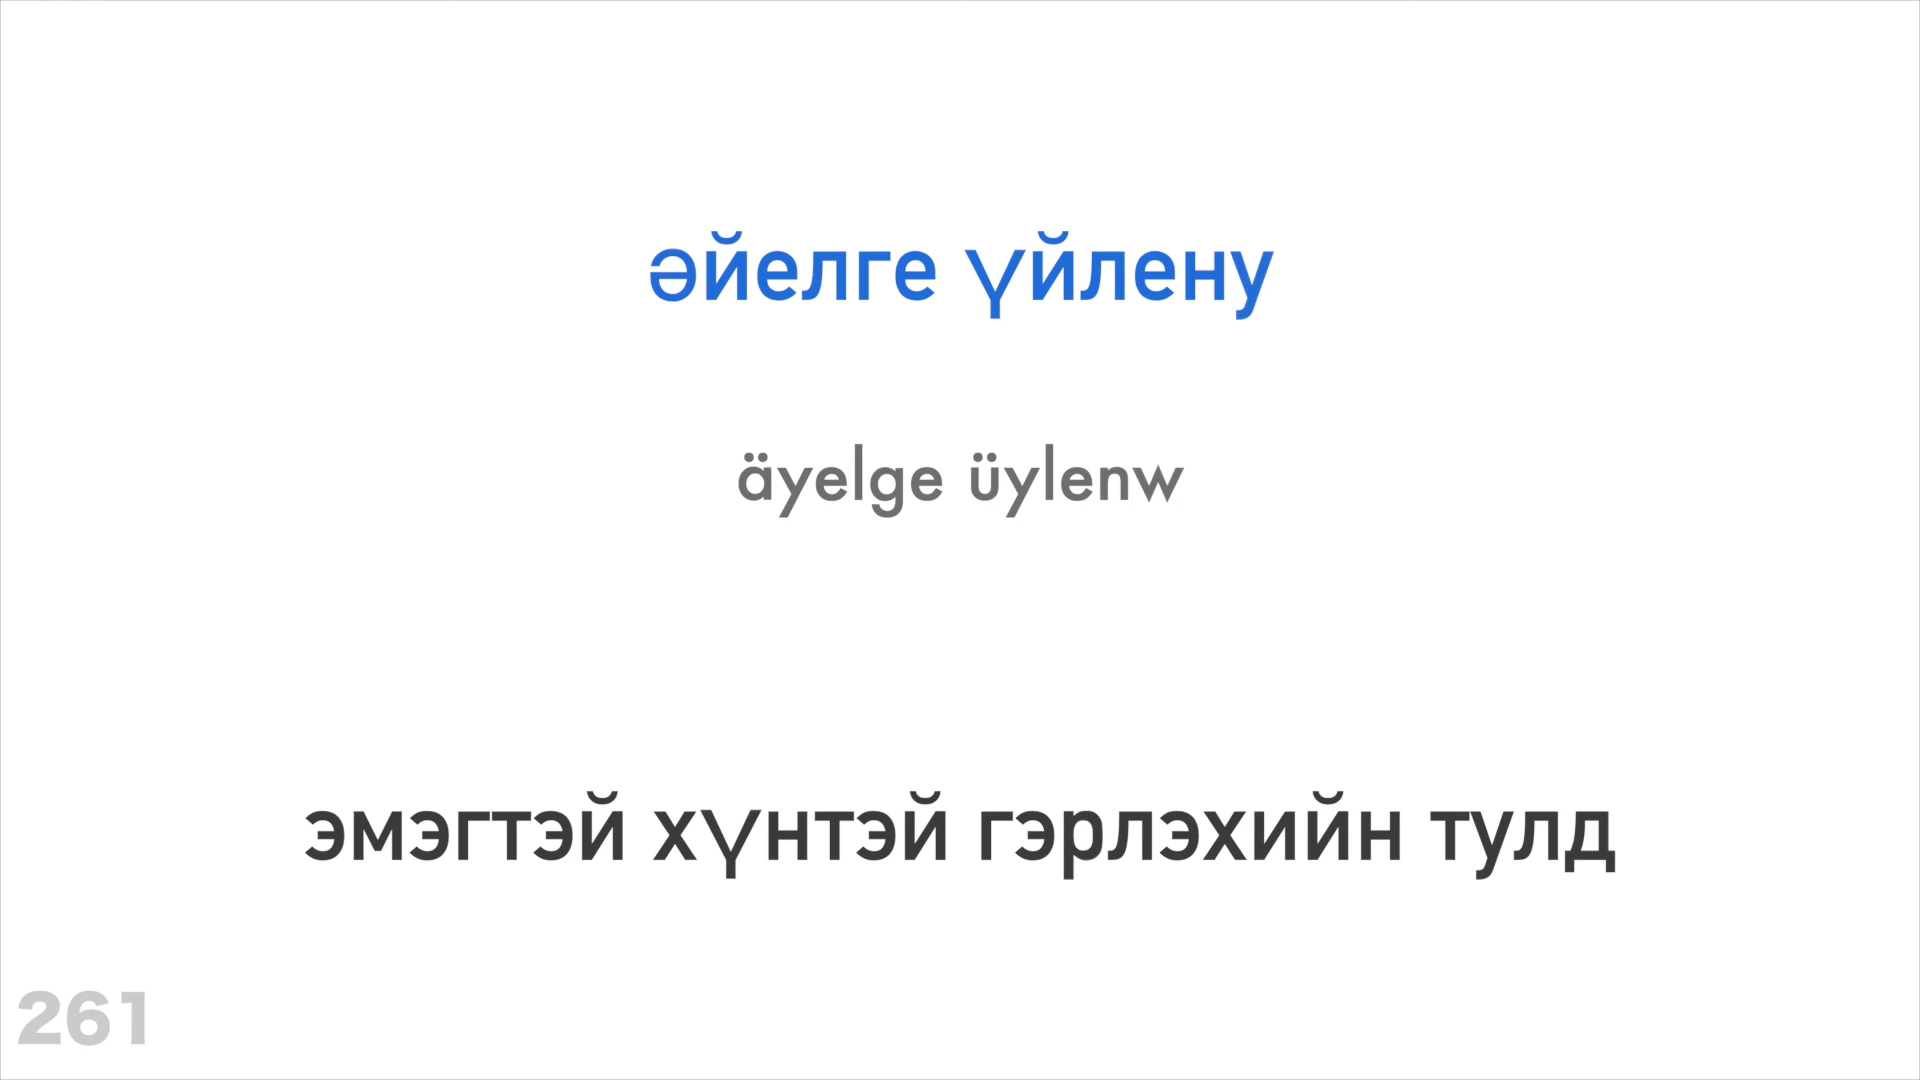 әйелге үйлену
äyelge üylenw
эмэгтэй хүнтэй гэрлэхийн тулд
261